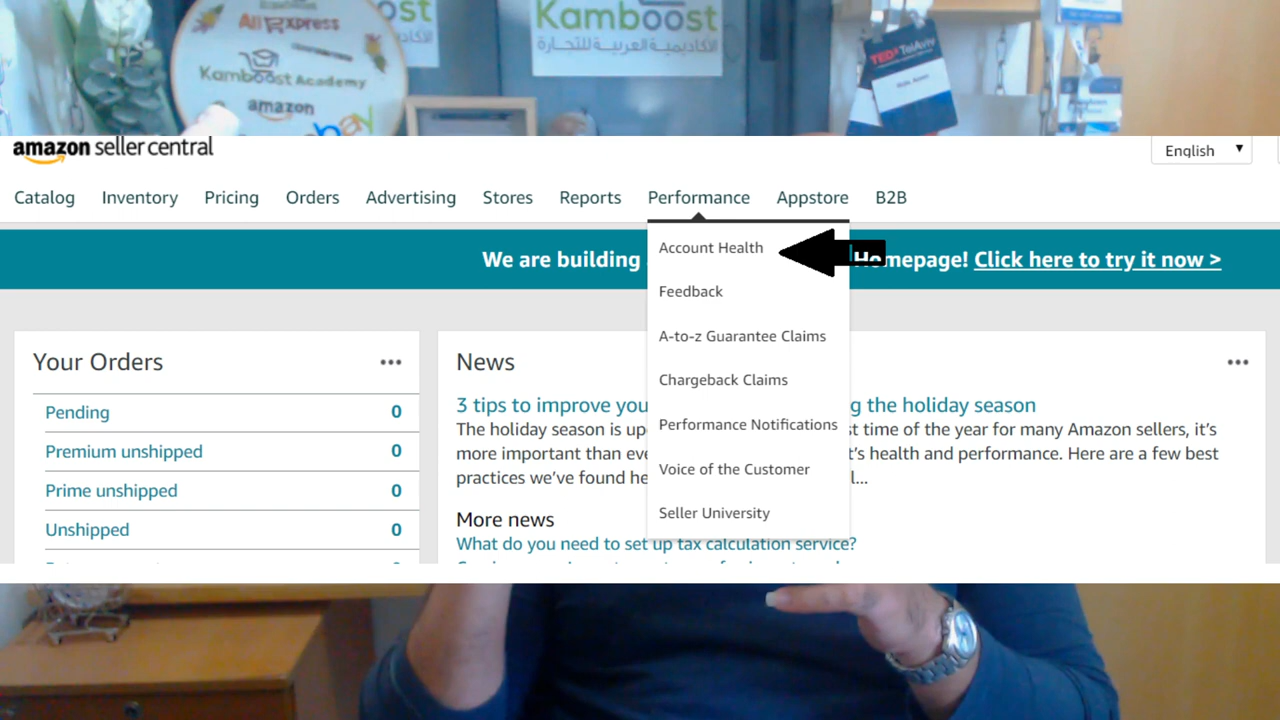 ost
Kamboost
الاكاديمية العربية للتجارة
AliExpress
Kamboost Academy
amazon
ebay
TEDxTelAviv
amazon seller central
English
Catalog Inventory Pricing Orders Advertising Stores Reports Performance Appstore B2B
We are building Homepage! Click here to try it now >
Account Health
Feedback
A-to-z Guarantee Claims
Chargeback Claims
Performance Notifications
Voice of the Customer
Seller University
Your Orders
Pending 0
Premium unshipped 0
Prime unshipped 0
Unshipped 0
News
3 tips to improve you g the holiday season
The holiday season is up st time of the year for many Amazon sellers, it's
more important than eve t's health and performance. Here are a few best
practices we've found he l...
More news
What do you need to set up tax calculation service?